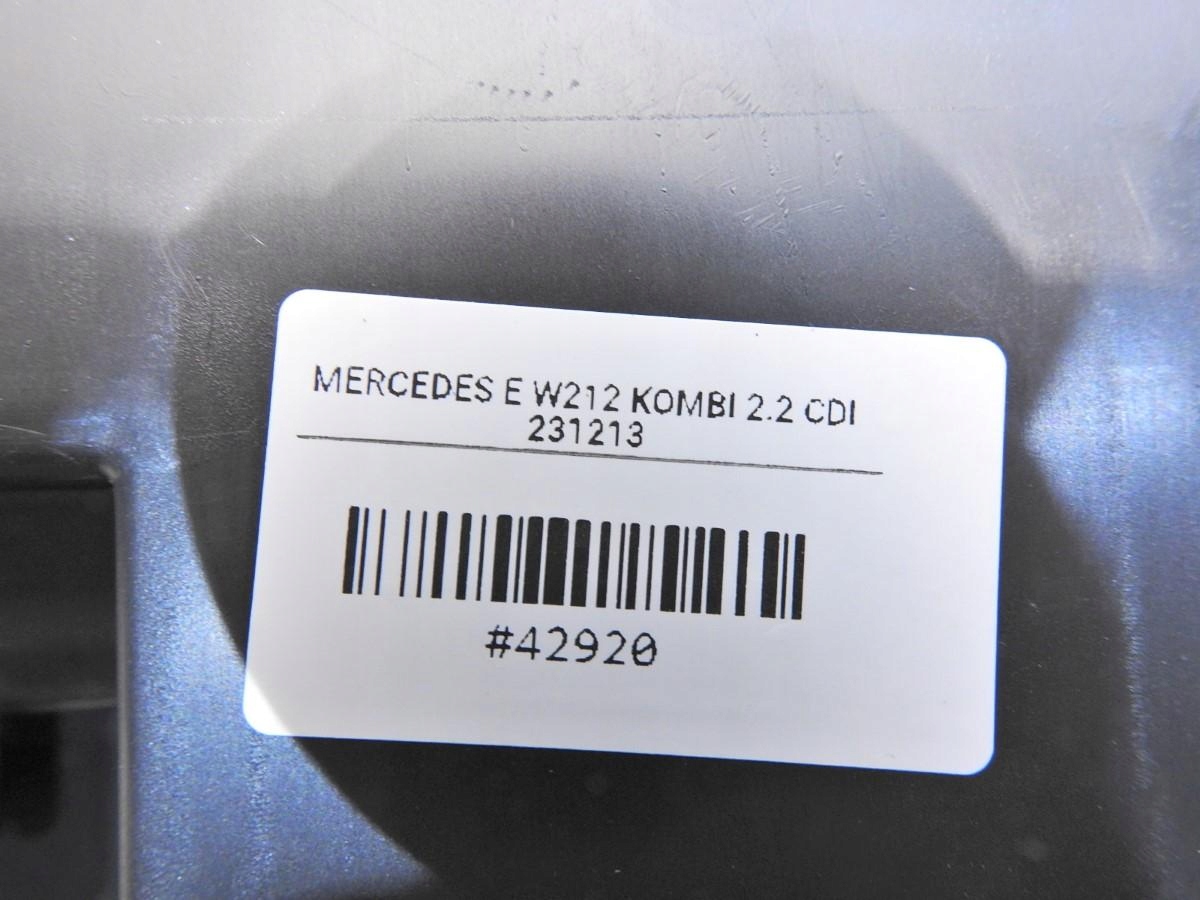 MERCEDES E W212 KOMBI 2.2 CDI
231213
#42920